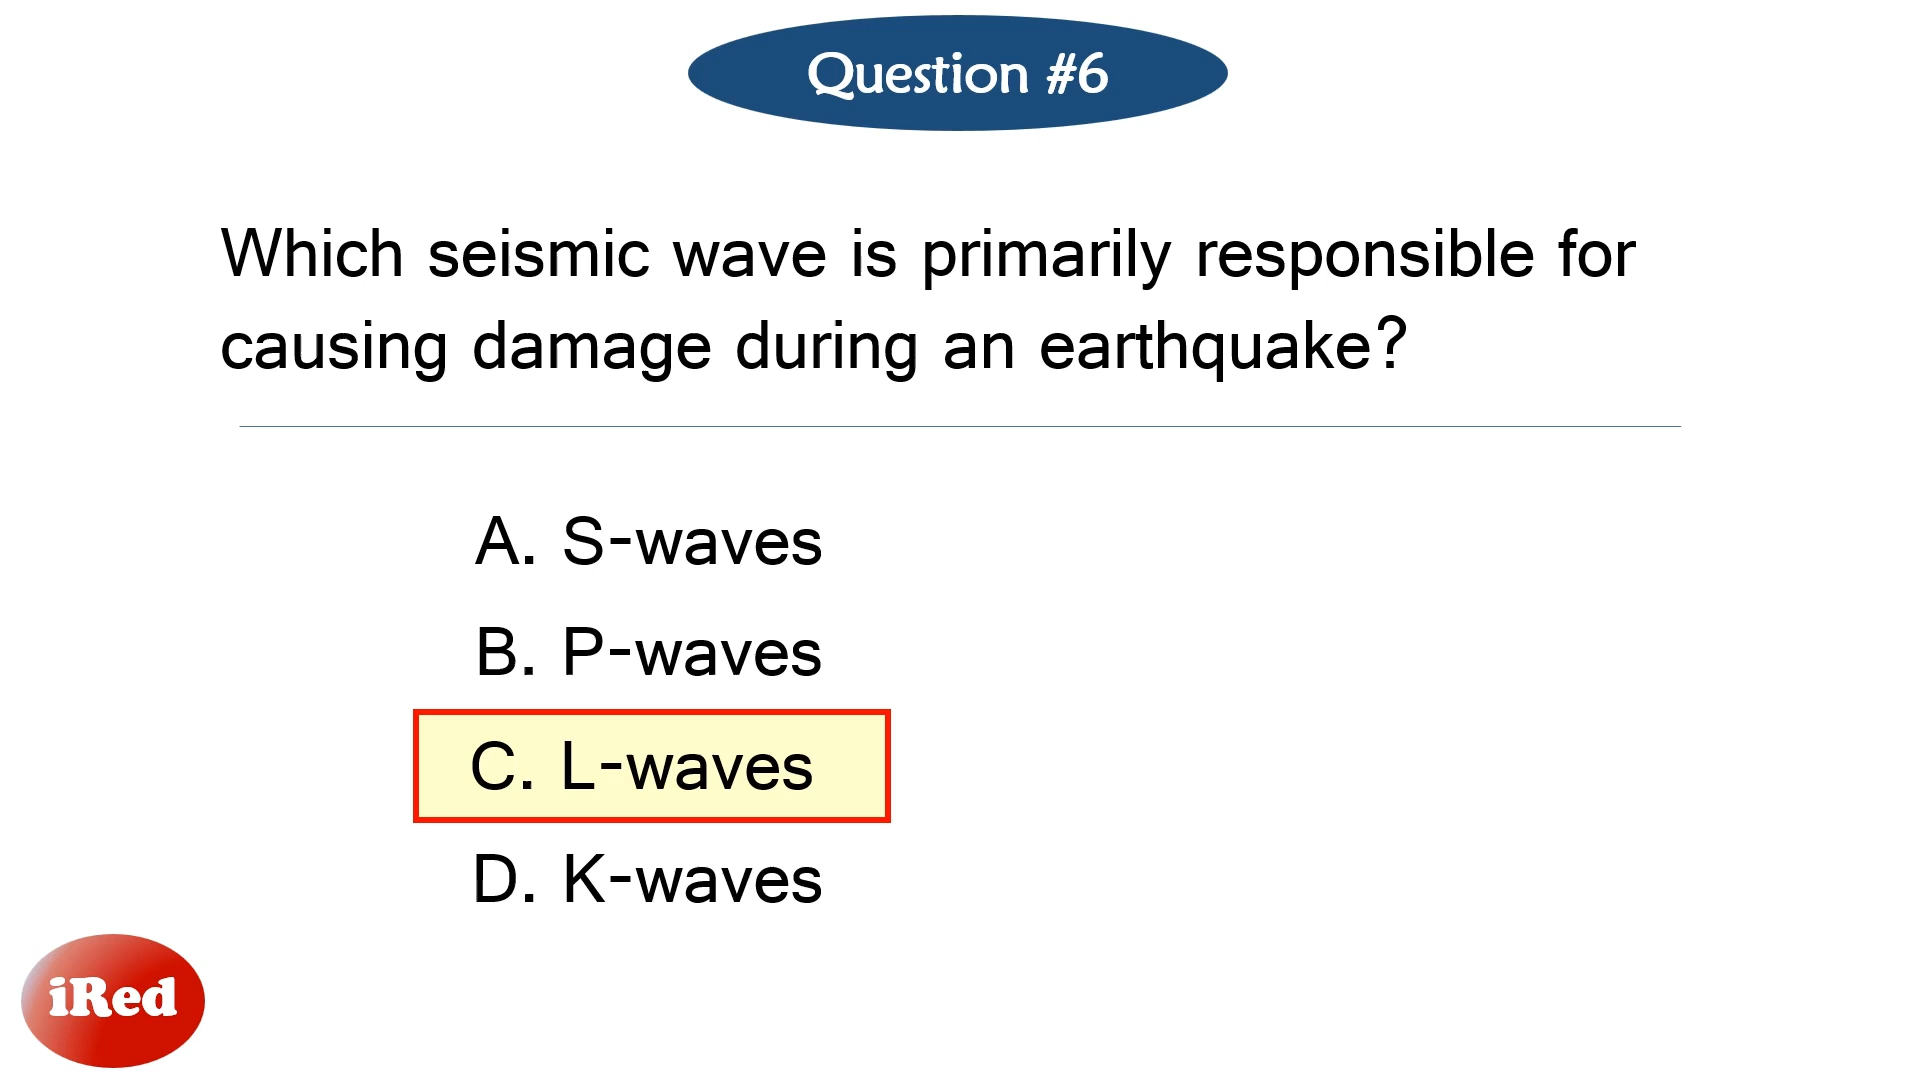 Question #6
Which seismic wave is primarily responsible for
causing damage during an earthquake?
A. S-waves
B. P-waves
C. L-waves
D. K-waves
iRed